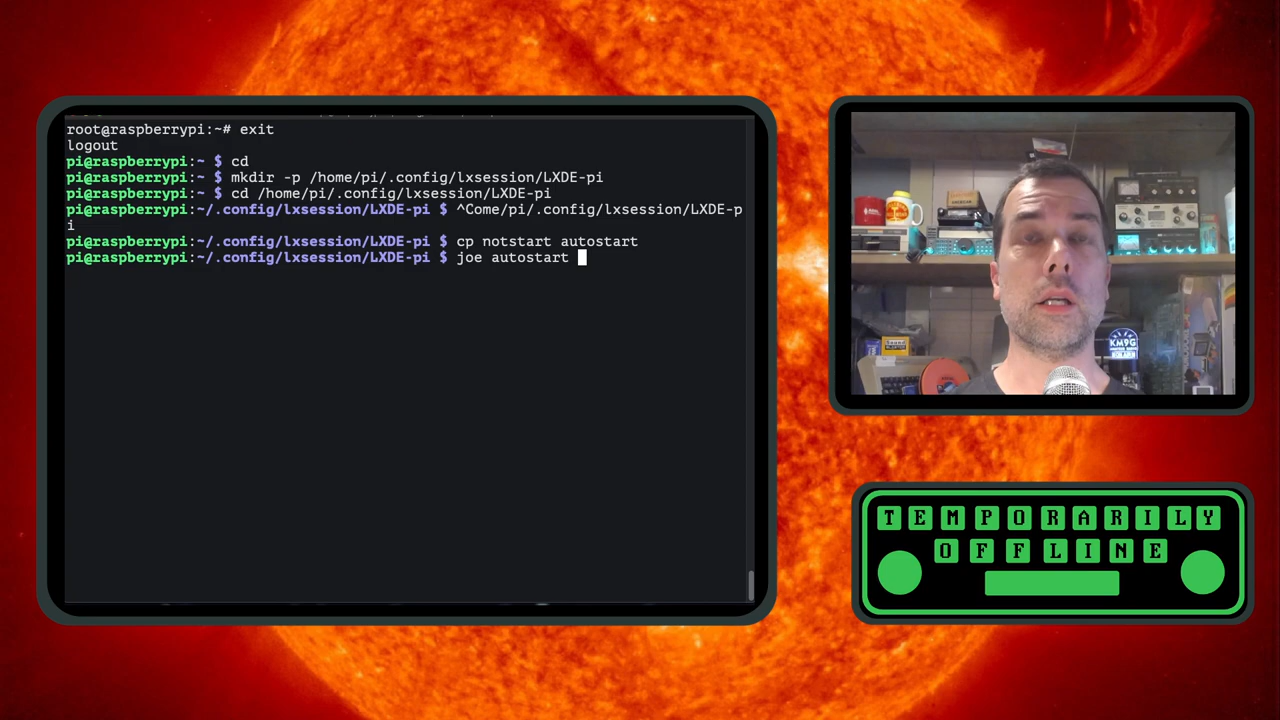 root@raspberrypi:~# exit
logout
pi@raspberrypi:~ $ cd
pi@raspberrypi:~ $ mkdir -p /home/pi/.config/lxsession/LXDE-pi
pi@raspberrypi:~ $ cd /home/pi/.config/lxsession/LXDE-pi
pi@raspberrypi:~/.config/lxsession/LXDE-pi $ ^Come/pi/.config/lxsession/LXDE-p
i
pi@raspberrypi:~/.config/lxsession/LXDE-pi $ cp notstart autostart
pi@raspberrypi:~/.config/lxsession/LXDE-pi $ joe autostart
KM9G
TEMPORARILY
OFFLINE